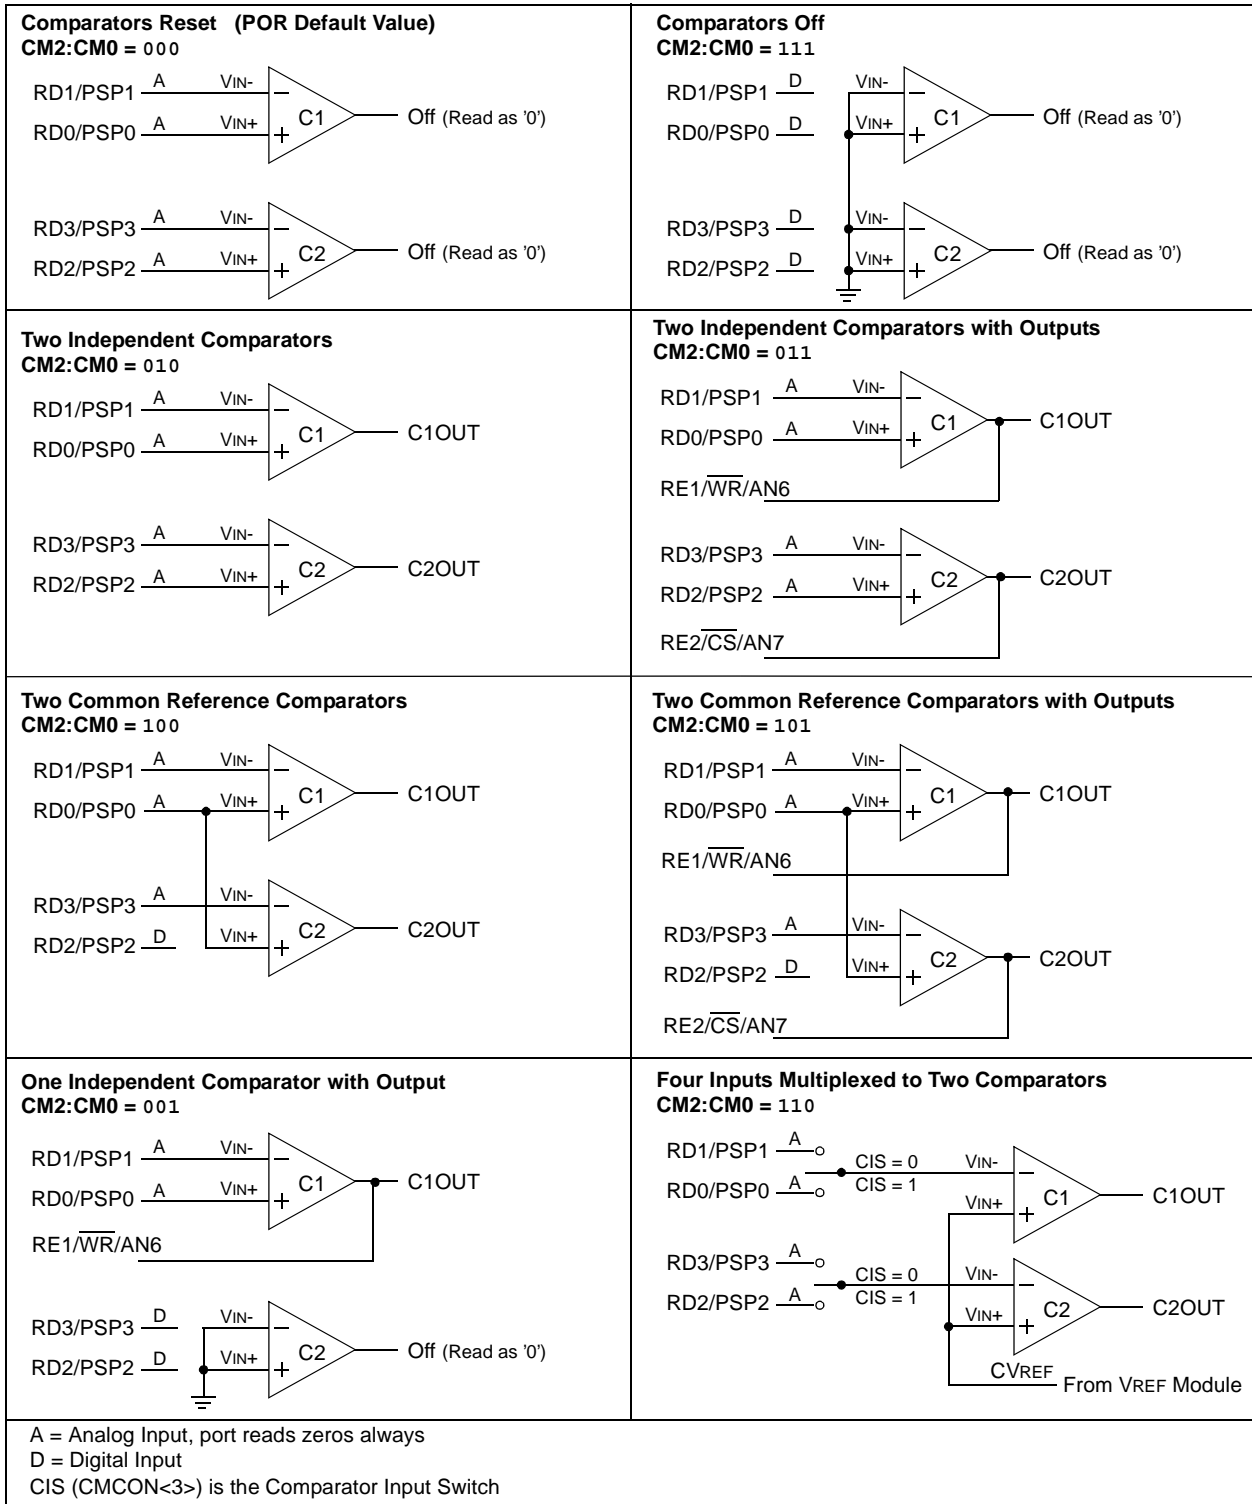 Comparators Reset (POR Default Value)
CM2:CM0 = 000
RD1/PSP1 A VIN-
RD0/PSP0 A VIN+
C1
Off (Read as '0')
RD3/PSP3 A VIN-
RD2/PSP2 A VIN+
C2
Off (Read as '0')
Comparators Off
CM2:CM0 = 111
RD1/PSP1 D VIN-
RD0/PSP0 D VIN+
C1
Off (Read as '0')
RD3/PSP3 D VIN-
RD2/PSP2 D VIN+
C2
Off (Read as '0')
Two Independent Comparators
CM2:CM0 = 010
RD1/PSP1 A VIN-
RD0/PSP0 A VIN+
C1
C1OUT
RD3/PSP3 A VIN-
RD2/PSP2 A VIN+
C2
C2OUT
Two Independent Comparators with Outputs
CM2:CM0 = 011
RD1/PSP1 A VIN-
RD0/PSP0 A VIN+
C1
C1OUT
RE1/WR/AN6
RD3/PSP3 A VIN-
RD2/PSP2 A VIN+
C2
C2OUT
RE2/CS/AN7
Two Common Reference Comparators
CM2:CM0 = 100
RD1/PSP1 A VIN-
RD0/PSP0 A VIN+
C1
C1OUT
RD3/PSP3 A VIN-
RD2/PSP2 D VIN+
C2
C2OUT
Two Common Reference Comparators with Outputs
CM2:CM0 = 101
RD1/PSP1 A VIN-
RD0/PSP0 A VIN+
C1
C1OUT
RE1/WR/AN6
RD3/PSP3 A VIN-
RD2/PSP2 D VIN+
C2
C2OUT
RE2/CS/AN7
One Independent Comparator with Output
CM2:CM0 = 001
RD1/PSP1 A VIN-
RD0/PSP0 A VIN+
C1
C1OUT
RE1/WR/AN6
RD3/PSP3 D VIN-
RD2/PSP2 D VIN+
C2
Off (Read as '0')
Four Inputs Multiplexed to Two Comparators
CM2:CM0 = 110
RD1/PSP1 A
CIS = 0 VIN-
RD0/PSP0 A CIS = 1
VIN+
C1
C1OUT
RD3/PSP3 A
CIS = 0 VIN-
RD2/PSP2 A CIS = 1
VIN+
C2
C2OUT
CVREF
From VREF Module
A = Analog Input, port reads zeros always
D = Digital Input
CIS (CMCON<3>) is the Comparator Input Switch